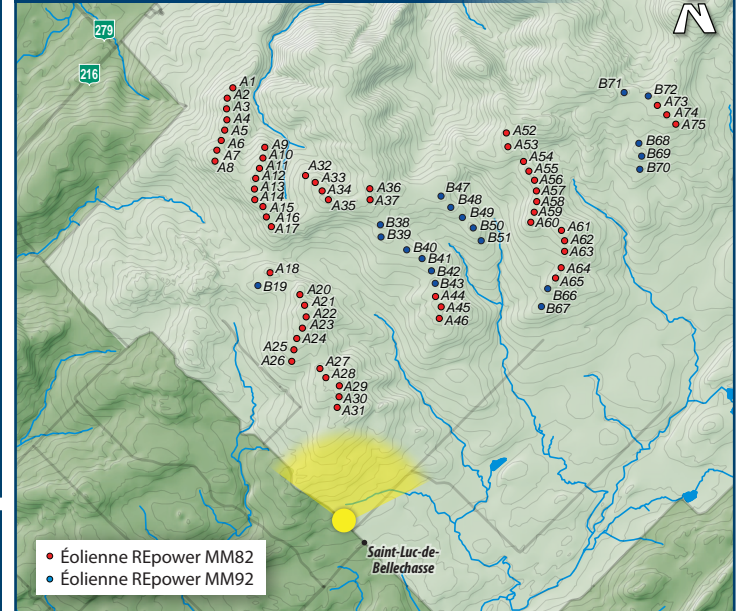 N
279
216
A1
A2
A3
A4
A5
A6
A7
A8
A9
A10
A11
A12
A13
A14
A15
A16
A17
A18
B19
A20
A21
A22
A23
A24
A25
A26
A27
A28
A29
A30
A31
A32
A33
A34
A35
A36
A37
B38
B39
B40
B41
B42
B43
A44
A45
A46
B47
B48
B49
B50
B51
A52
A53
A54
A55
A56
A57
A58
A59
A60
A61
A62
A63
A64
A65
B66
B67
B68
B69
B70
B71
B72
A73
A74
A75
Saint-Luc-de-
Bellechasse
Éolienne REpower MM82
Éolienne REpower MM92